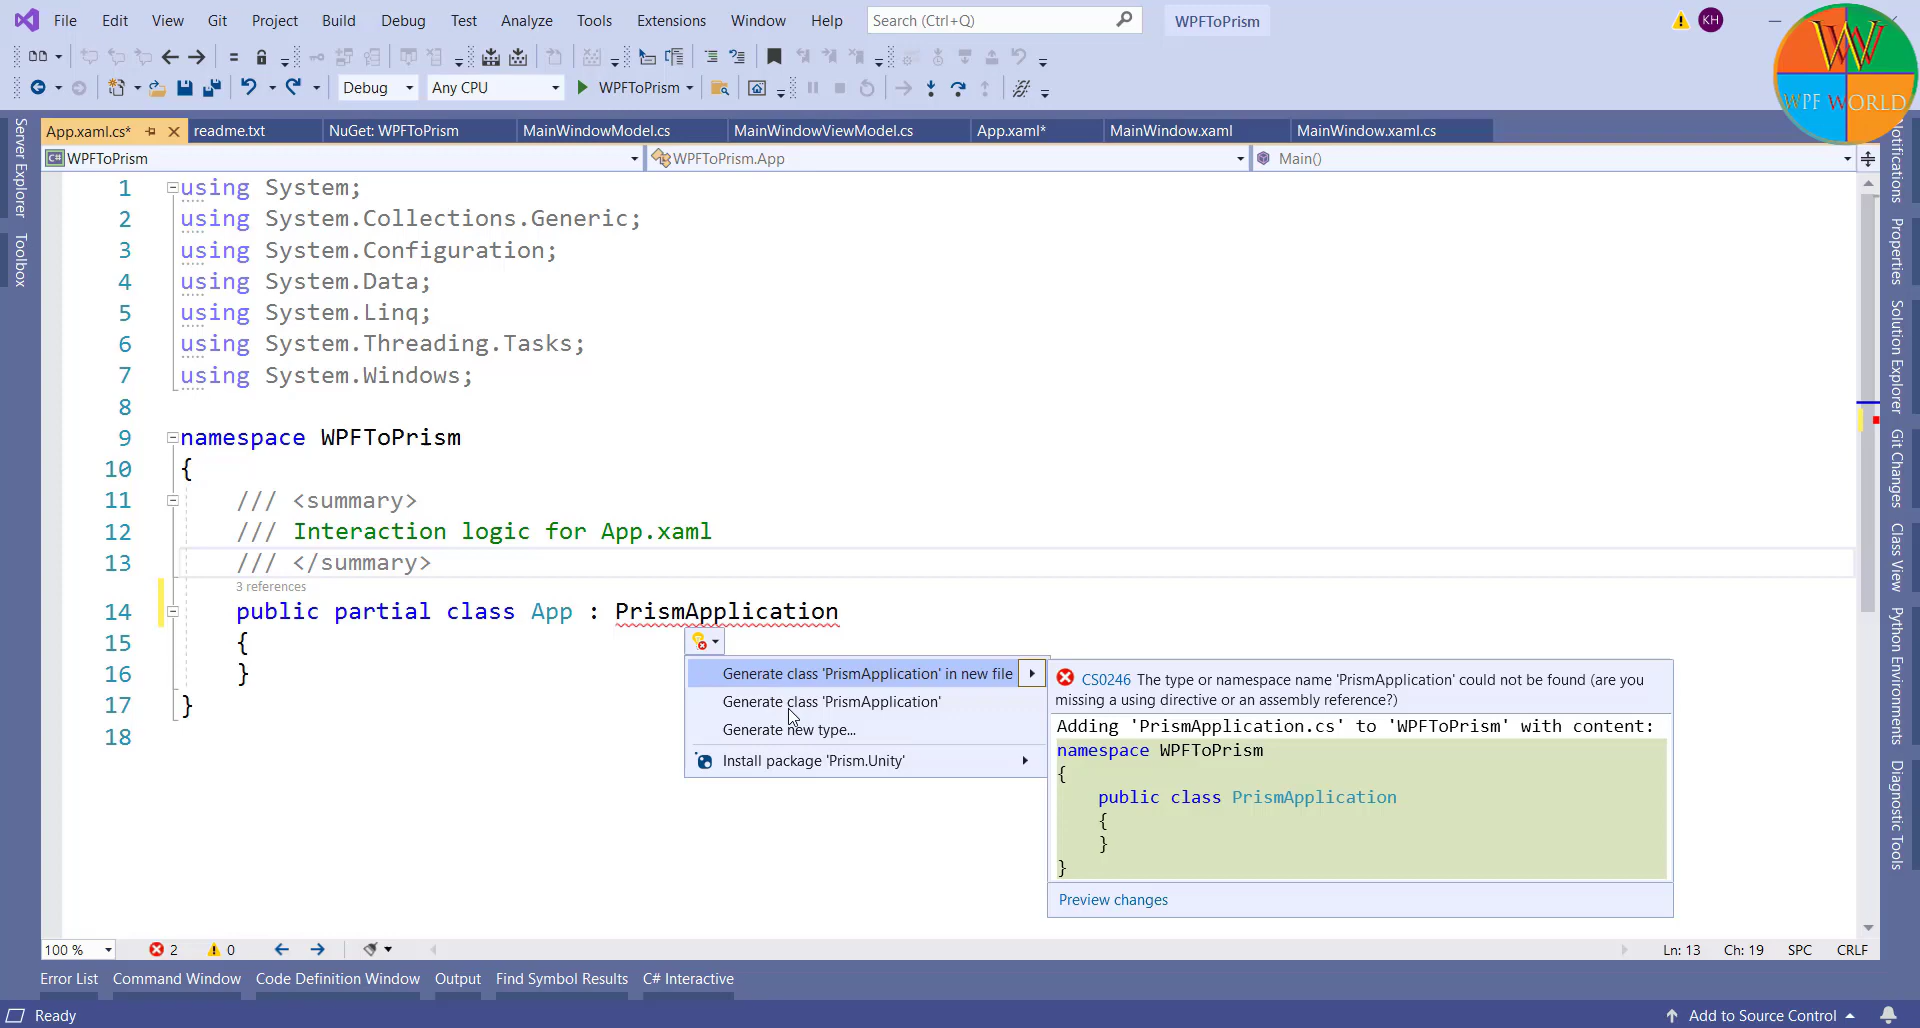 File Edit View Git Project Build Debug Test Analyze Tools Extensions Window Help Search (Ctrl+Q) WPFToPrism KH
W
WPF WORLD
Debug Any CPU WPFToPrism
App.xaml.cs* readme.txt NuGet: WPFToPrism MainWindowModel.cs MainWindowViewModel.cs App.xaml* MainWindow.xaml MainWindow.xaml.cs
C# WPFToPrism WPFToPrism.App Main()
Server Explorer
Toolbox
Notifications
Properties
Solution Explorer
Git Changes
Class View
Python Environments
Diagnostic Tools
1 using System;
2 using System.Collections.Generic;
3 using System.Configuration;
4 using System.Data;
5 using System.Linq;
6 using System.Threading.Tasks;
7 using System.Windows;
8
9 namespace WPFToPrism
10 {
11 /// <summary>
12 /// Interaction logic for App.xaml
13 /// </summary>
3 references
14 public partial class App : PrismApplication
15 {
16 }
17 }
18
Generate class 'PrismApplication' in new file
Generate class 'PrismApplication'
Generate new type...
Install package 'Prism.Unity'
CS0246 The type or namespace name 'PrismApplication' could not be found (are you
missing a using directive or an assembly reference?)
Adding 'PrismApplication.cs' to 'WPFToPrism' with content:
namespace WPFToPrism
{
public class PrismApplication
{
}
}
Preview changes
100 % 2 0 Ln: 13 Ch: 19 SPC CRLF
Error List Command Window Code Definition Window Output Find Symbol Results C# Interactive
Ready Add to Source Control